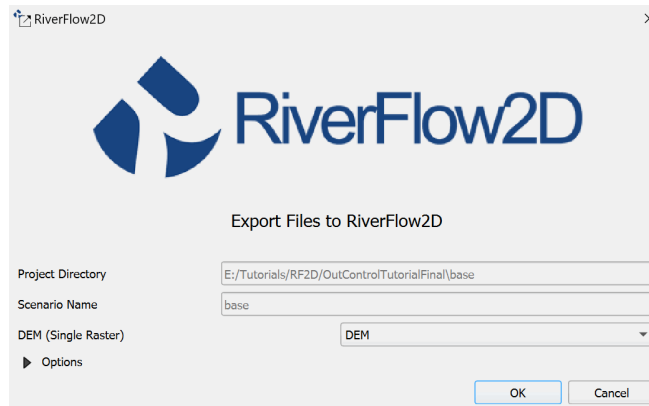 RiverFlow2D
RiverFlow2D
Export Files to RiverFlow2D
Project Directory E:/Tutorials/RF2D/OutControlTutorialFinal\base
Scenario Name base
DEM (Single Raster) DEM
Options
OK Cancel